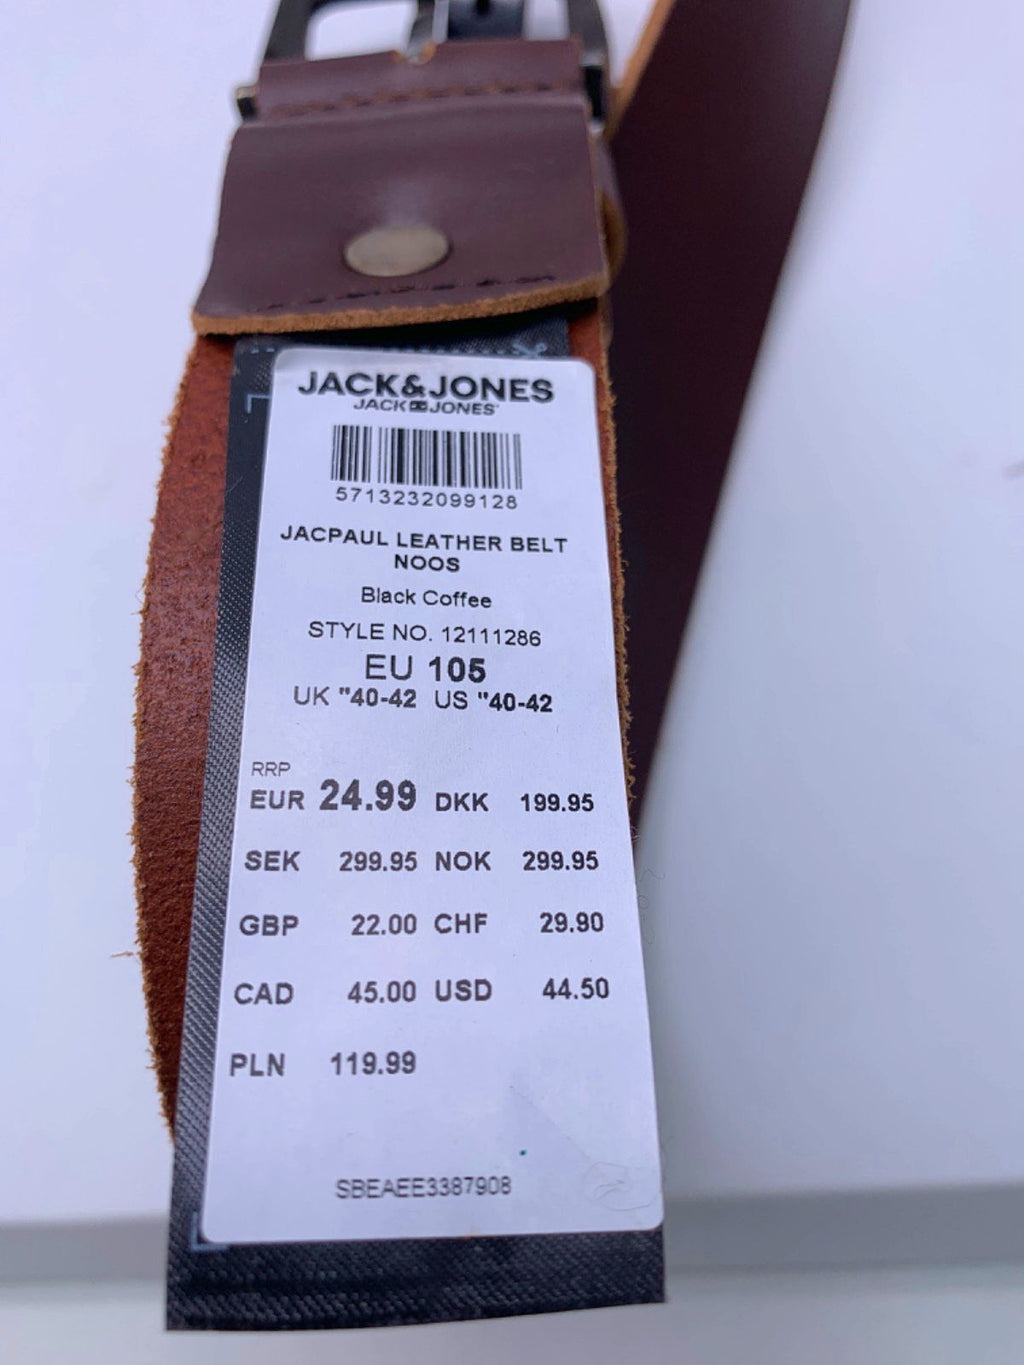 JACK&JONES
JACK JONES
5713232099128
JACPAUL LEATHER BELT
NOOS
Black Coffee
STYLE NO. 12111286
EU 105
UK "40-42 US "40-42
RRP
EUR 24.99 DKK 199.95
SEK 299.95 NOK 299.95
GBP 22.00 CHF 29.90
CAD 45.00 USD 44.50
PLN 119.99
SBEAEE3387908